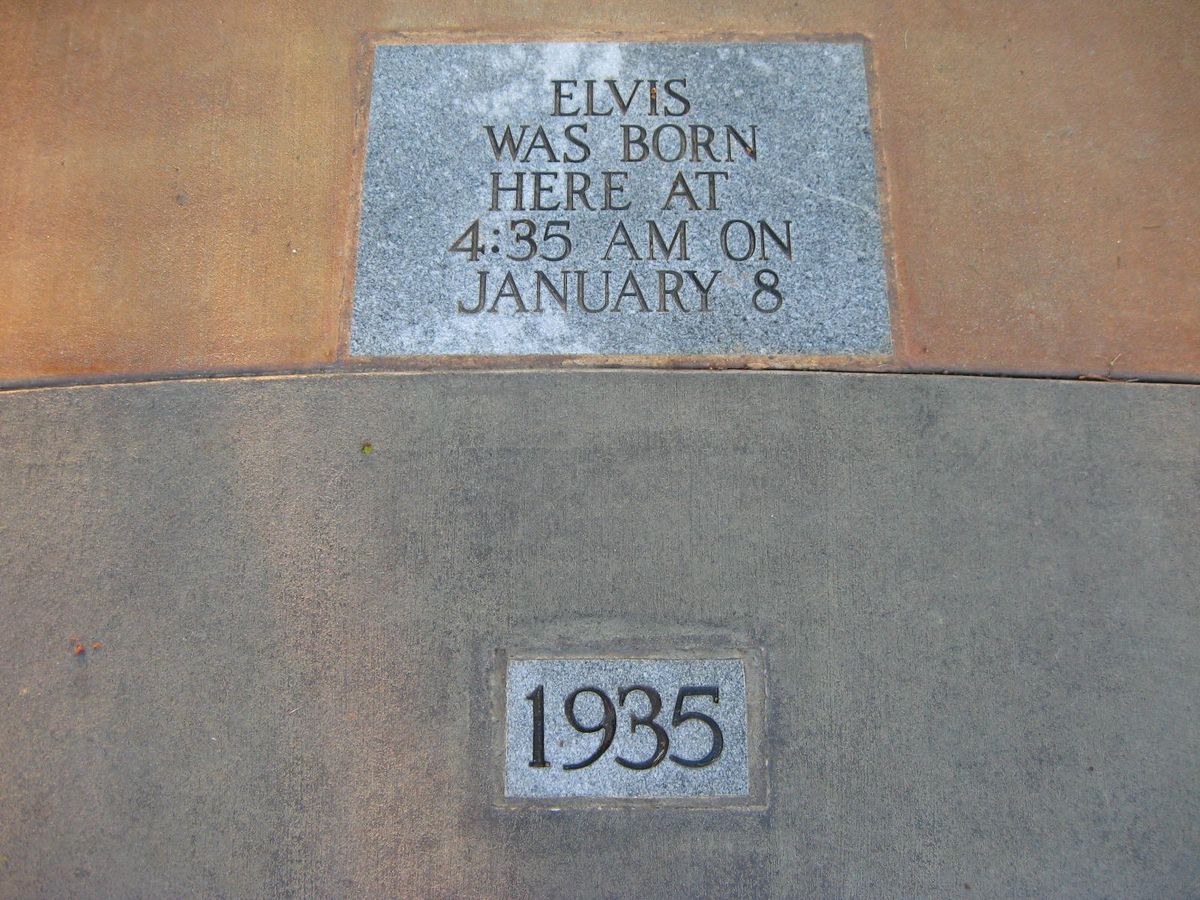 ELVIS
WAS BORN
HERE AT
4:35 AM ON
JANUARY 8
1935